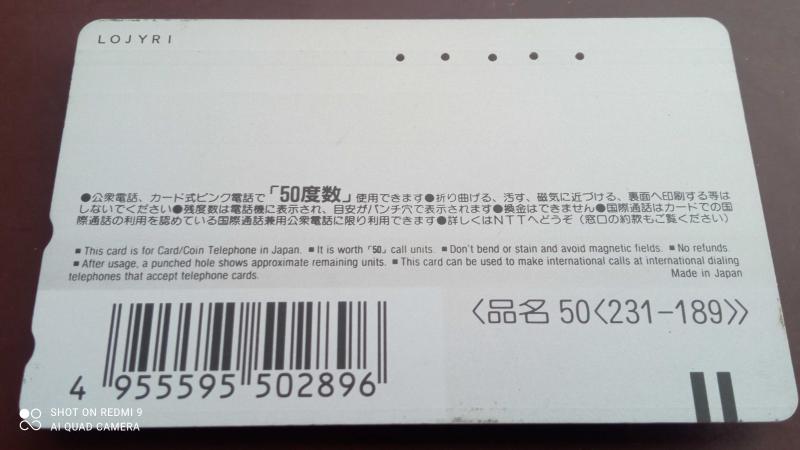 LOJYRI
●公衆電話、カード式ピンク電話で「50度数」使用できます●折り曲げる、汚す、磁気に近づける、裏面へ印刷する等は
しないでください●残度数は電話機に表示され、目安がパンチ穴で表示されます●換金はできません●国際通話はカードでの国
際通話の利用を認めている国際通話兼用公衆電話に限り利用できます●詳しくはNTTへどうぞ(窓口の約款もご覧ください)
■ This card is for Card/Coin Telephone in Japan. ■ It is worth「50」call units. ■ Don't bend or stain and avoid magnetic fields. ■ No refunds.
■ After usage, a punched hole shows approximate remaining units. ■ This card can be used to make international calls at international dialing
telephones that accept telephone cards.
Made in Japan
〈品名 50〈231-189〉〉
4 955595 502896
SHOT ON REDMI 9
AI QUAD CAMERA